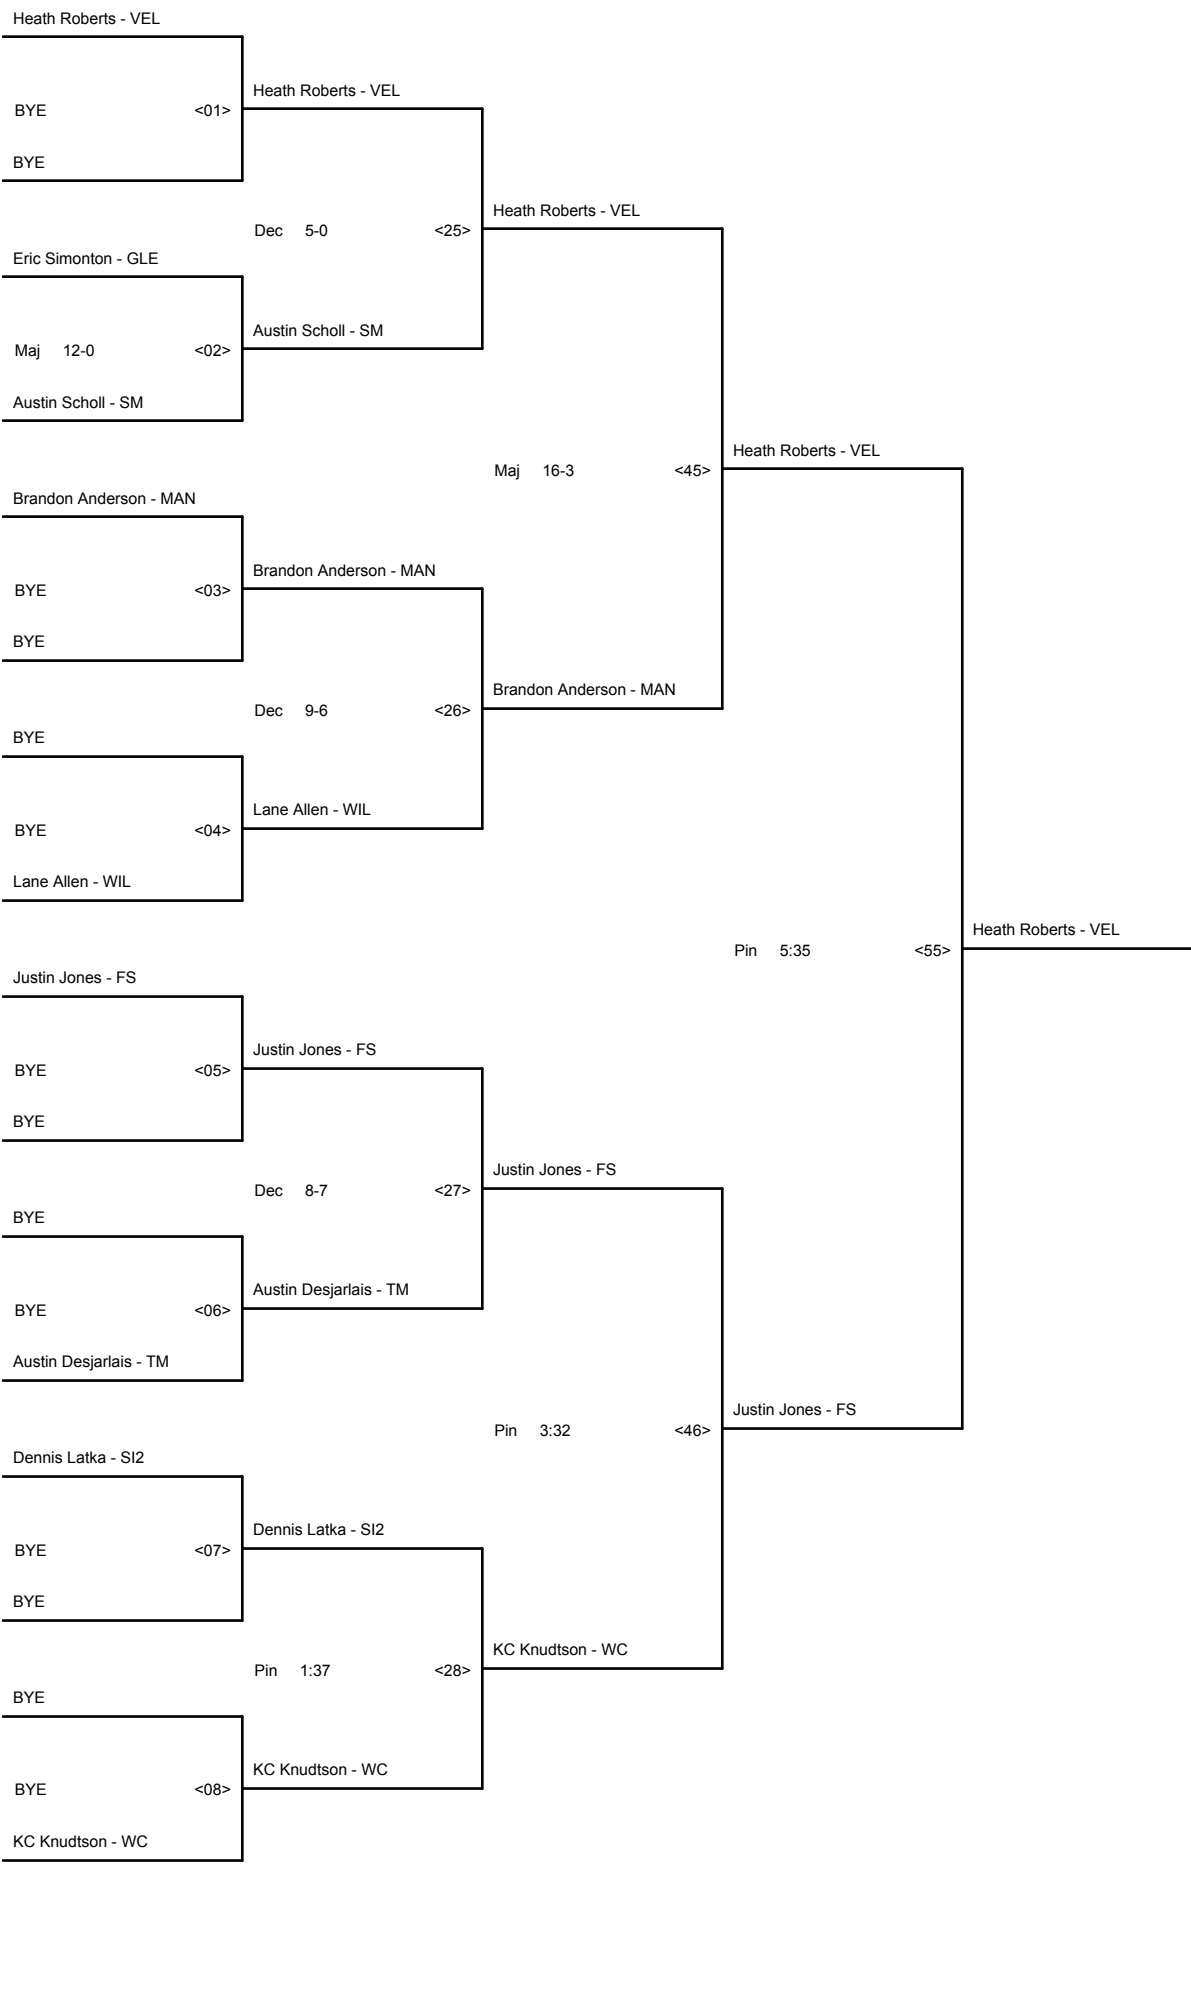 Heath Roberts - VEL
Heath Roberts - VEL
BYE <01>
BYE
Heath Roberts - VEL
Dec 5-0 <25>
Eric Simonton - GLE
Austin Scholl - SM
Maj 12-0 <02>
Austin Scholl - SM
Heath Roberts - VEL
Maj 16-3 <45>
Brandon Anderson - MAN
Brandon Anderson - MAN
BYE <03>
BYE
Brandon Anderson - MAN
Dec 9-6 <26>
BYE
Lane Allen - WIL
BYE <04>
Lane Allen - WIL
Heath Roberts - VEL
Pin 5:35 <55>
Justin Jones - FS
Justin Jones - FS
BYE <05>
BYE
Justin Jones - FS
Dec 8-7 <27>
BYE
Austin Desjarlais - TM
BYE <06>
Austin Desjarlais - TM
Justin Jones - FS
Pin 3:32 <46>
Dennis Latka - SI2
Dennis Latka - SI2
BYE <07>
BYE
KC Knudtson - WC
Pin 1:37 <28>
BYE
KC Knudtson - WC
BYE <08>
KC Knudtson - WC